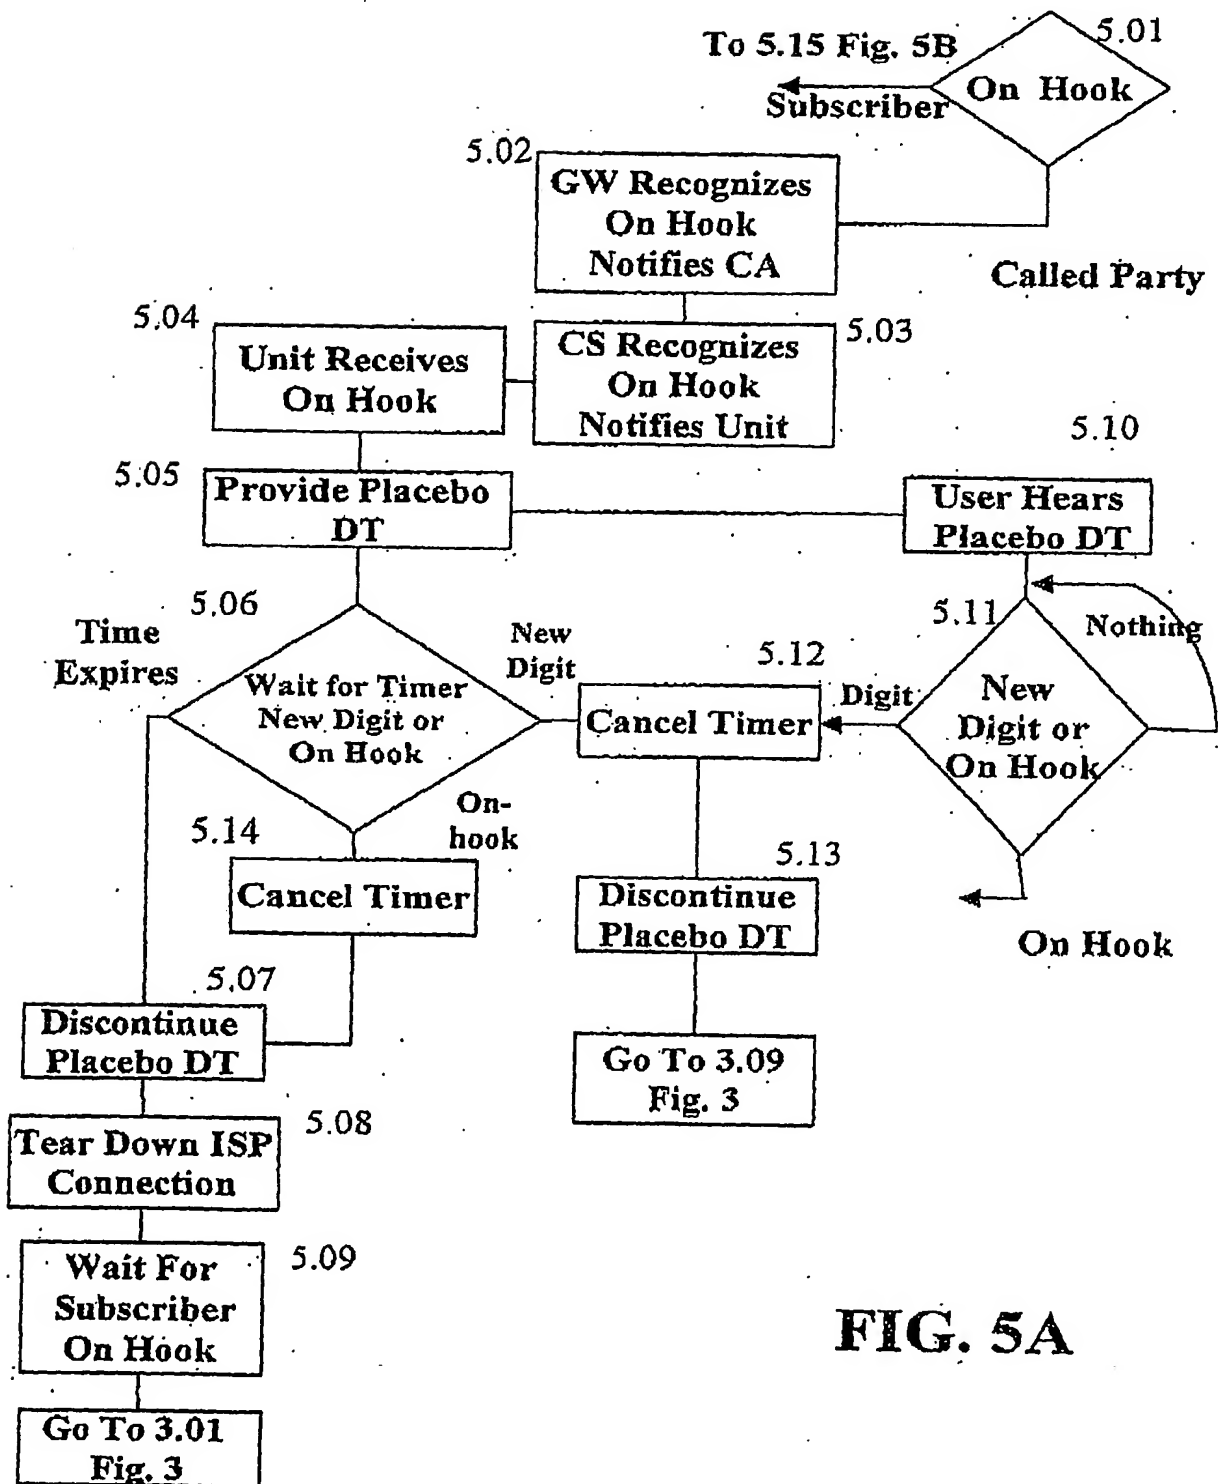 5.01
To 5.15 Fig. 5B
On Hook
Subscriber
5.02
GW Recognizes
On Hook
Notifies CA
Called Party
5.04
Unit Receives
On Hook
CS Recognizes
On Hook
Notifies Unit
5.03
5.10
5.05
Provide Placebo
DT
User Hears
Placebo DT
5.06
Time
Expires
Wait for Timer
New Digit or
On Hook
New
Digit
5.12
Cancel Timer
Digit
5.11
Nothing
New
Digit or
On Hook
On-
hook
5.14
Cancel Timer
5.13
Discontinue
Placebo DT
On Hook
5.07
Discontinue
Placebo DT
Go To 3.09
Fig. 3
5.08
Tear Down ISP
Connection
5.09
Wait For
Subscriber
On Hook
Go To 3.01
Fig. 3
FIG. 5A